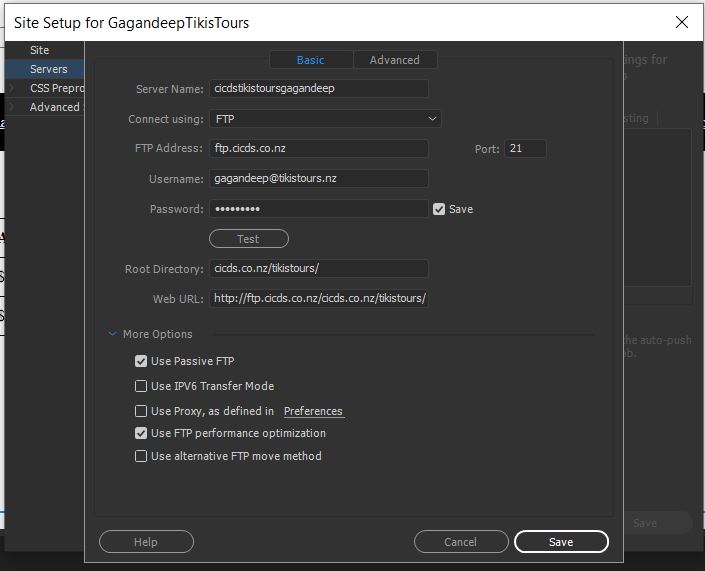 Site Setup for GagandeepTikisTours
Site
Servers
CSS Prepro
Advanced
Basic
Advanced
Server Name: cicdstikistoursgagandeep
Connect using: FTP
FTP Address: ftp.cicds.co.nz
Port: 21
Username: gagandeep@tikistours.nz
Password: •••••••••
Save
Test
Root Directory: cicds.co.nz/tikistours/
Web URL: http://ftp.cicds.co.nz/cicds.co.nz/tikistours/
More Options
Use Passive FTP
Use IPV6 Transfer Mode
Use Proxy, as defined in Preferences
Use FTP performance optimization
Use alternative FTP move method
Help
Cancel
Save
tings for
sting
the auto-push
ob.
Save